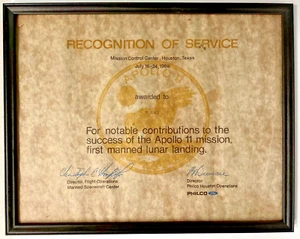 RECOGNITION OF SERVICE
Mission Control Center, Houston, Texas
July 16-24, 1969
awarded to
For notable contributions to the
success of the Apollo 11 mission,
first manned lunar landing.
Director, Flight Operations
Manned Spacecraft Center
Director
Philco Houston Operations
PHILCO